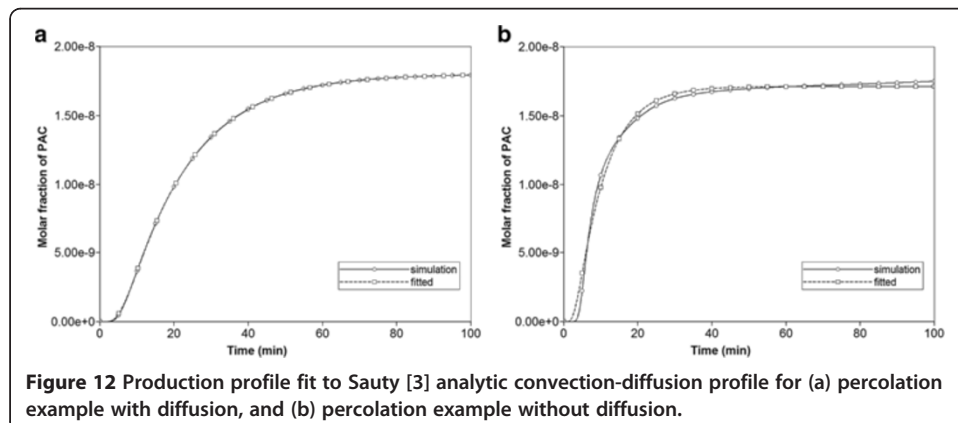 a
2.00e-8
1.50e-8
1.00e-8
5.00e-9
0.00e+0
Molar fraction of PAC
0 20 40 60 80 100
Time (min)
simulation
fitted
b
2.00e-8
1.50e-8
1.00e-8
5.00e-9
0.00e+0
Molar fraction of PAC
0 20 40 60 80 100
Time (min)
simulation
fitted
Figure 12 Production profile fit to Sauty [3] analytic convection-diffusion profile for (a) percolation
example with diffusion, and (b) percolation example without diffusion.